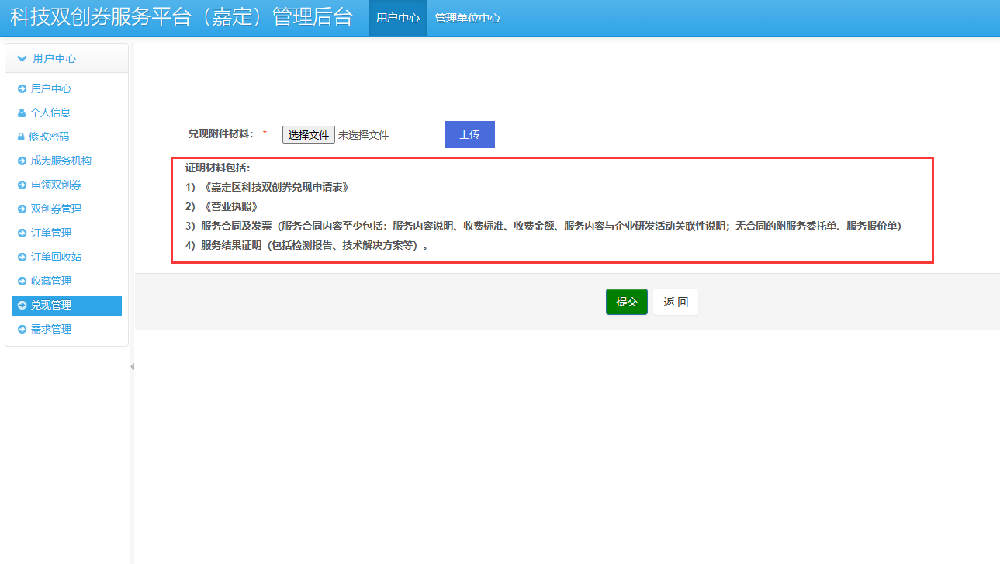 科技双创券服务平台（嘉定）管理后台
用户中心
管理单位中心
用户中心
用户中心
个人信息
修改密码
成为服务机构
申领双创券
双创券管理
订单管理
订单回收站
收藏管理
兑现管理
需求管理
兑现附件材料： * 选择文件 未选择文件 上传
证明材料包括：
1）《嘉定区科技双创券兑现申请表》
2）《营业执照》
3）服务合同及发票（服务合同内容至少包括：服务内容说明、收费标准、收费金额、服务内容与企业研发活动关联性说明；无合同的附服务委托单、服务报价单）
4）服务结果证明（包括检测报告、技术解决方案等）。
提交 返 回